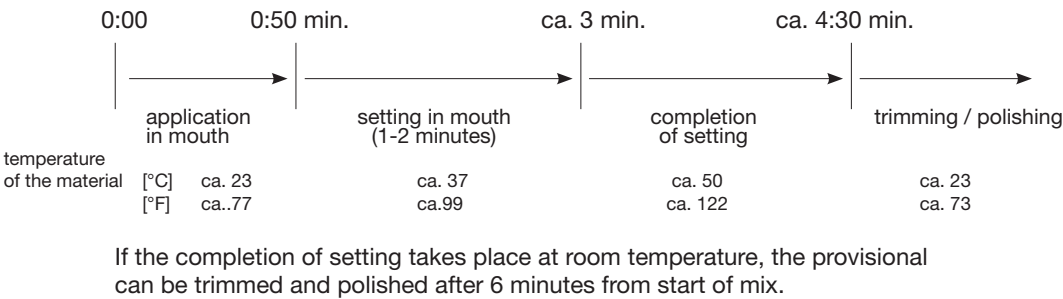 0:00 0:50 min. ca. 3 min. ca. 4:30 min.
application setting in mouth completion trimming / polishing
in mouth (1-2 minutes) of setting
temperature
of the material [°C] ca. 23 ca. 37 ca. 50 ca. 23
[°F] ca..77 ca.99 ca. 122 ca. 73
If the completion of setting takes place at room temperature, the provisional
can be trimmed and polished after 6 minutes from start of mix.